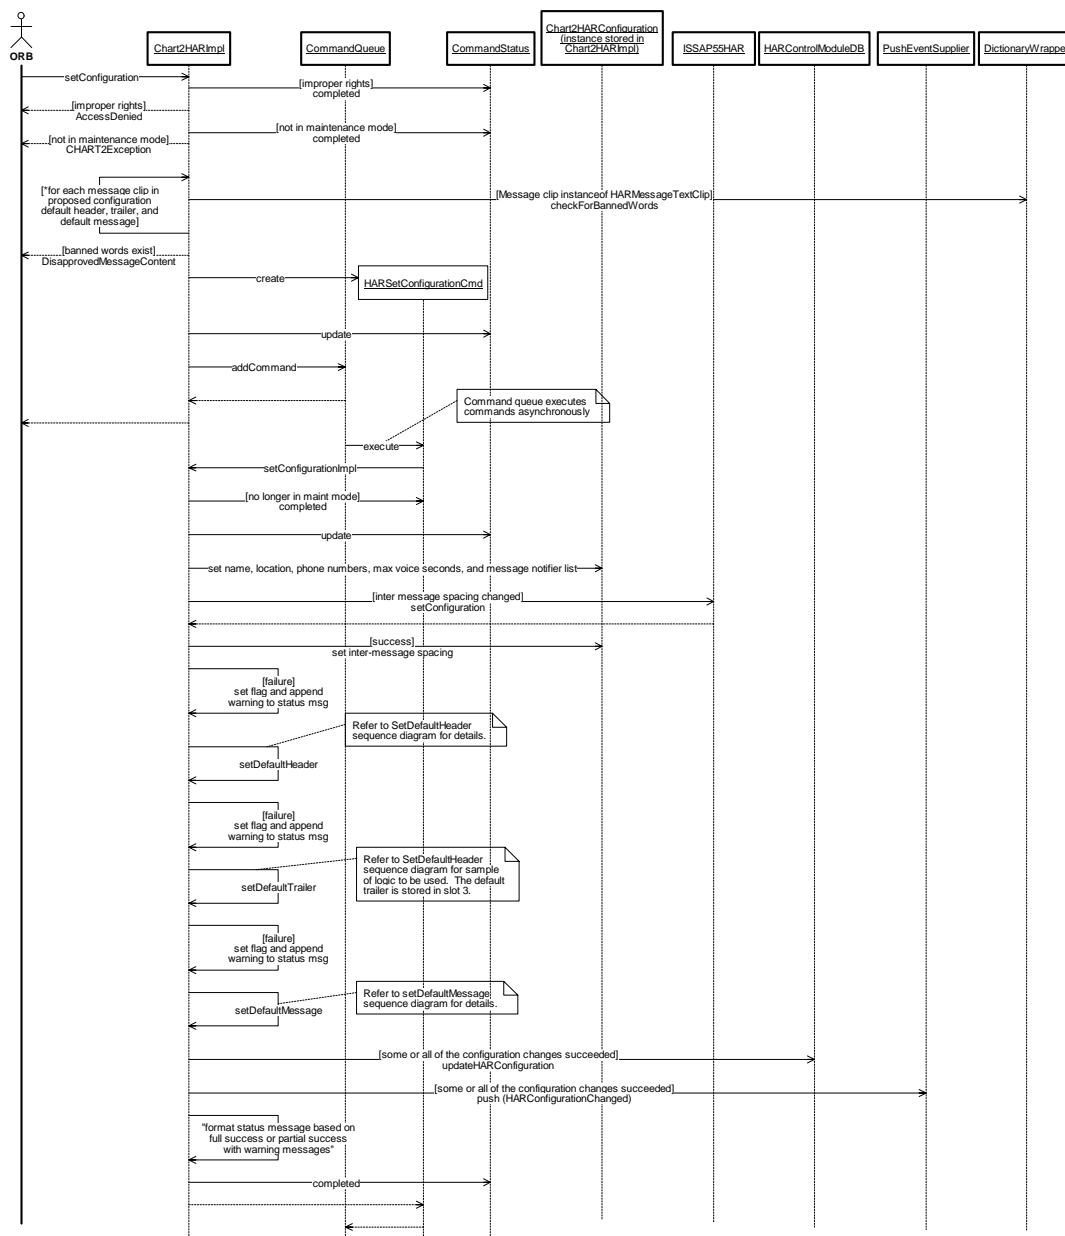 ORB
Chart2HARImpl
CommandQueue
CommandStatus
Chart2HARConfiguration
(instance stored in
Chart2HARImpl)
ISSAP55HAR
HARControlModuleDB
PushEventSupplier
DictionaryWrappe
setConfiguration
[improper rights]
completed
[improper rights]
AccessDenied
[not in maintenance mode]
completed
[not in maintenance mode]
CHART2Exception
[*for each message clip in
proposed configuration
default header, trailer, and
default message]
[Message clip instanceof HARMessageTextClip]
checkForBannedWords
[banned words exist]
DisapprovedMessageContent
create
HARSetConfigurationCmd
update
addCommand
Command queue executes
commands asynchronously
execute
setConfigurationImpl
[no longer in maint mode]
completed
update
set name, location, phone numbers, max voice seconds, and message notifier list
[inter message spacing changed]
setConfiguration
[success]
set inter-message spacing
[failure]
set flag and append
warning to status msg
Refer to SetDefaultHeader
sequence diagram for details.
setDefaultHeader
[failure]
set flag and append
warning to status msg
Refer to SetDefaultHeader
sequence diagram for sample
of logic to be used.  The default
trailer is stored in slot 3.
setDefaultTrailer
[failure]
set flag and append
warning to status msg
Refer to setDefaultMessage
sequence diagram for details.
setDefaultMessage
[some or all of the configuration changes succeeded]
updateHARConfiguration
[some or all of the configuration changes succeeded]
push (HARConfigurationChanged)
"format status message based on
full success or partial success
with warning messages"
completed